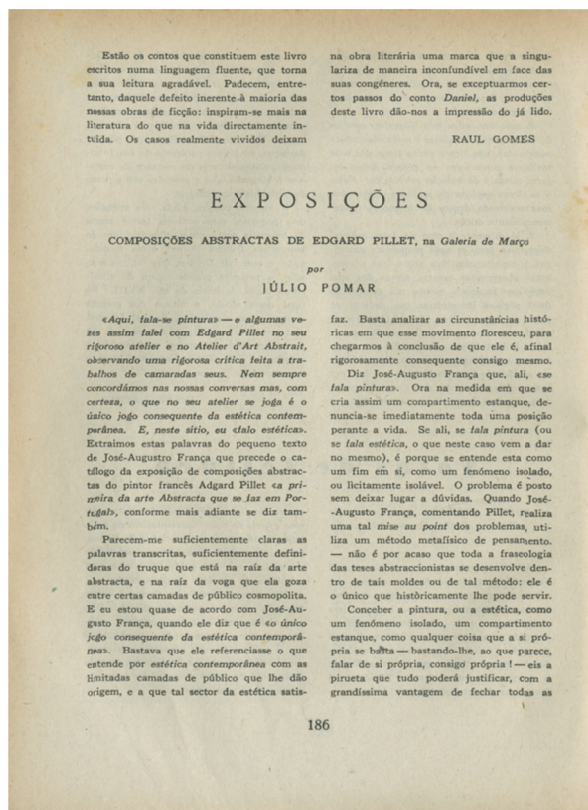 Estão os contos que constituem este livro
escritos numa linguagem fluente, que torna
a sua leitura agradável. Padecem, entre-
tanto, daquele defeito inerente à maioria das
nossas obras de ficção: inspiram-se mais na
literatura do que na vida directamente in-
tuida. Os casos realmente vividos deixam
na obra literária uma marca que a singu-
lariza de maneira inconfundível em face das
suas congéneres. Ora, se exceptuarmos cer-
tos passos do conto Daniel, as produções
deste livro dão-nos a impressão do já lido.
RAUL GOMES
EXPOSIÇÕES
COMPOSIÇÕES ABSTRACTAS DE EDGARD PILLET, na Galeria de Março
por
JÚLIO POMAR
«Aqui, fala-se pintura» — e algumas ve-
zes assim falei com Edgard Pillet no seu
rigoroso atelier e no Atelier d'Art Abstrait,
observando uma rigorosa crítica feita a tra-
balhos de camaradas seus. Nem sempre
concordámos nas nossas conversas mas, com
certeza, o que no seu atelier se joga é o
único jogo consequente da estética contem-
porânea. E, neste sítio, eu «falo estética».
Extraimos estas palavras do pequeno texto
de José-Augustro França que precede o ca-
tálogo da exposição de composições abstrac-
tas do pintor francês Adgard Pillet «a pri-
meira da arte Abstracta que se faz em Por-
tugal», conforme mais adiante se diz tam-
bim.
Parecem-me suficientemente claras as
palavras transcritas, suficientemente defini-
doras do truque que está na raíz da arte
abstracta, e na raíz da voga que ela goza
entre certas camadas de público cosmopolita.
E eu estou quase de acordo com José-Au-
gusto França, quando ele diz que é «o único
jogo consequente da estética contemporâ-
nea». Bastava que ele referenciasse o que
entende por estética contemporânea com as
limitadas camadas de público que lhe dão
origem, e a que tal sector da estética satis-
faz. Basta analizar as circunstâncias histó-
ricas em que esse movimento floresceu, para
chegarmos à conclusão de que ele é, afinal
rigorosamente consequente consigo mesmo.
Diz José-Augusto França que, ali, «se
fala pintura». Ora na medida em que se
cria assim um compartimento estanque, de-
nuncia-se imediatamente toda uma posição
perante a vida. Se ali, se fala pintura (ou
se fala estética, o que neste caso vem a dar
no mesmo), é porque se entende esta como
um fim em si, como um fenómeno isolado,
ou licitamente isolável. O problema é posto
sem deixar lugar a dúvidas. Quando José-
-Augusto França, comentando Pillet, realiza
uma tal mise au point dos problemas, uti-
liza um método metafísico de pensamento.
— não é por acaso que toda a fraseologia
das teses abstraccionistas se desenvolve den-
tro de tais moldes ou de tal método: ele é
o único que històricamente lhe pode servir.
Conceber a pintura, ou a estética, como
um fenómeno isolado, um compartimento
estanque, como qualquer coisa que a si pró-
pria se basta — bastando-lhe, ao que parece,
falar de si própria, consigo própria! — eis a
pirueta que tudo poderá justificar, com a
grandíssima vantagem de fechar todas as
186